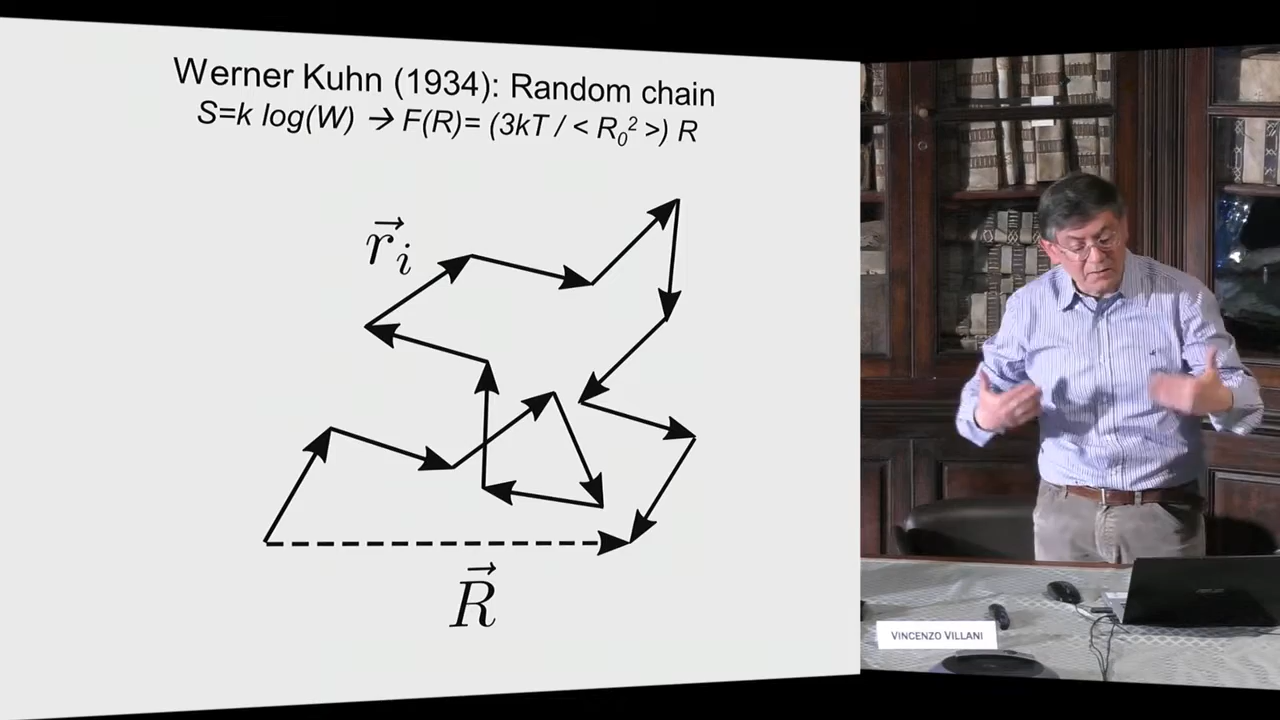 Werner Kuhn (1934): Random chain
S=k log(W) → F(R)= (3kT / < R₀² >) R
r⃗ᵢ
R⃗
VINCENZO VILLANI